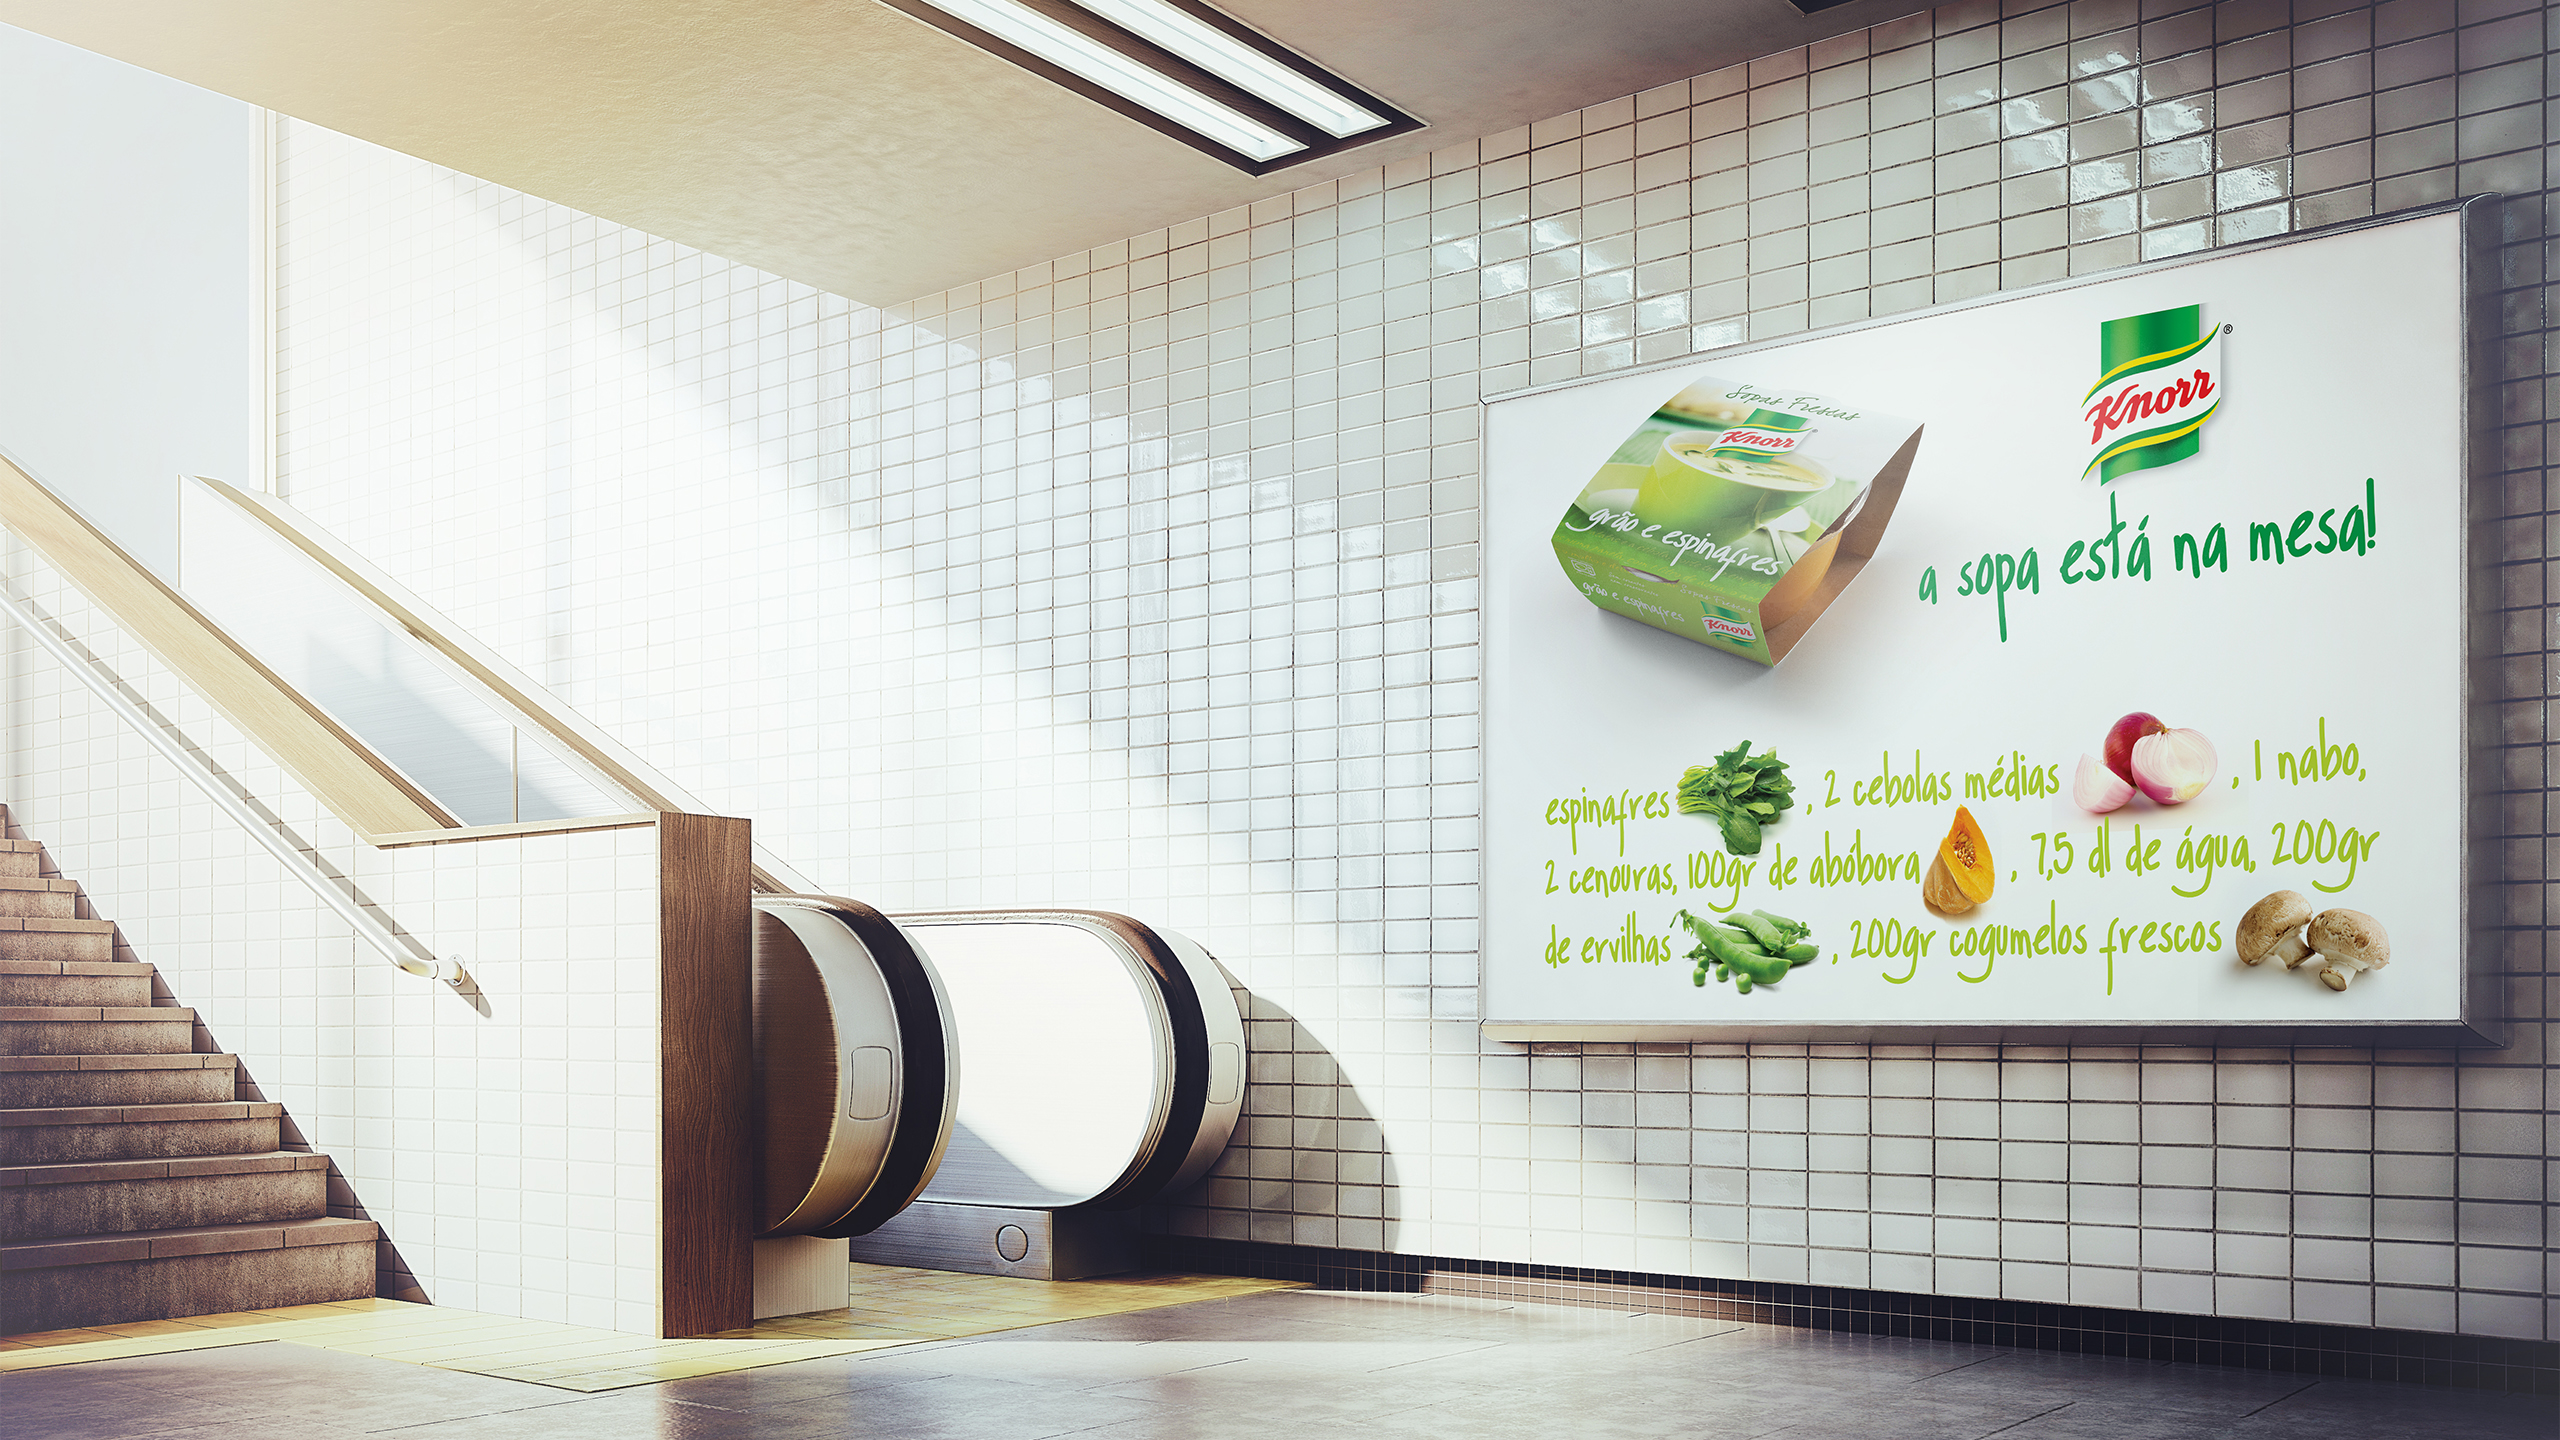 Sopas Frescas
Knorr
grão e espinafres
grão e espinafres
Sopas Frescas
Knorr
Knorr®
a sopa está na mesa!
espinafres , 2 cebolas médias , 1 nabo,
2 cenouras, 100gr de abóbora , 7,5 dl de água, 200gr
de ervilhas , 200gr cogumelos frescos